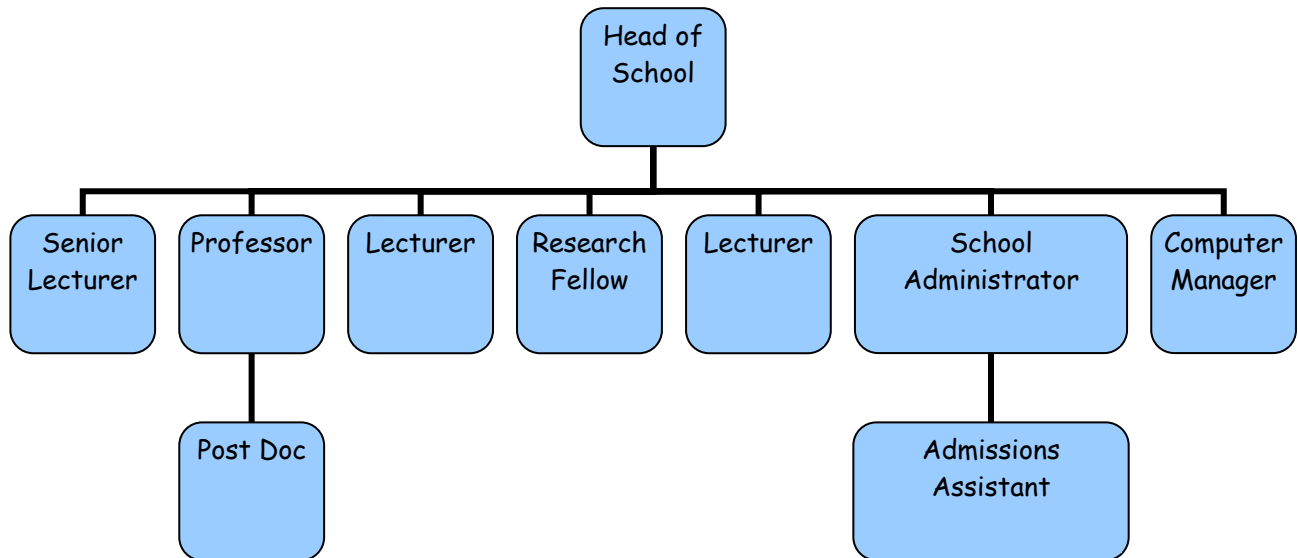 Head of
School
Senior
Lecturer
Professor
Lecturer
Research
Fellow
Lecturer
School
Administrator
Computer
Manager
Post Doc
Admissions
Assistant